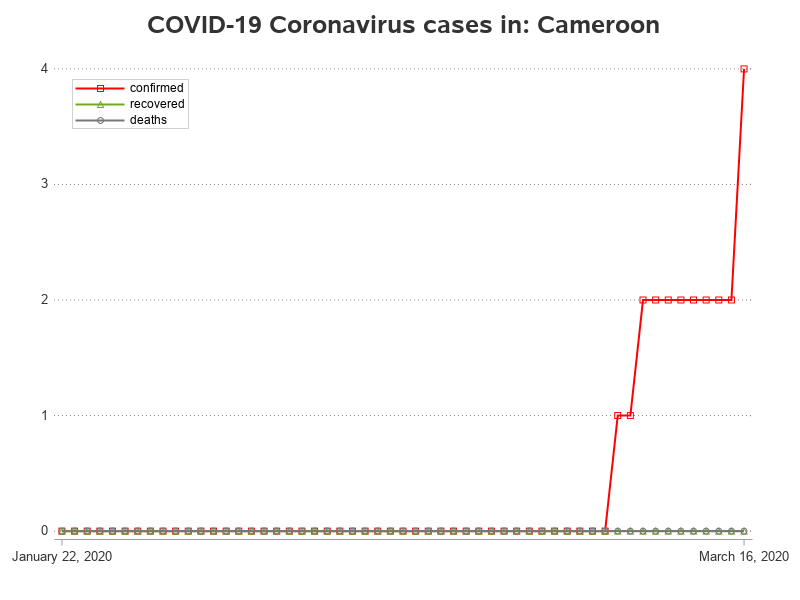 COVID-19 Coronavirus cases in: Cameroon
4
confirmed
recovered
deaths
3
2
1
0
January 22, 2020
March 16, 2020